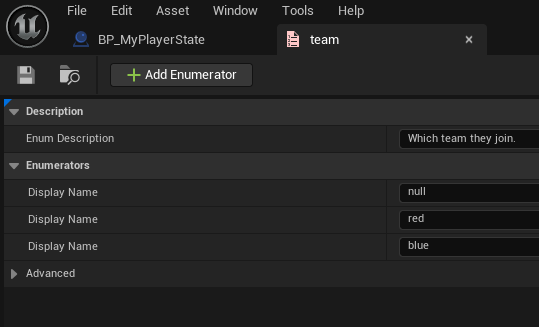 File Edit Asset Window Tools Help
BP_MyPlayerState team ×
Add Enumerator
Description
Enum Description Which team they join.
Enumerators
Display Name null
Display Name red
Display Name blue
Advanced